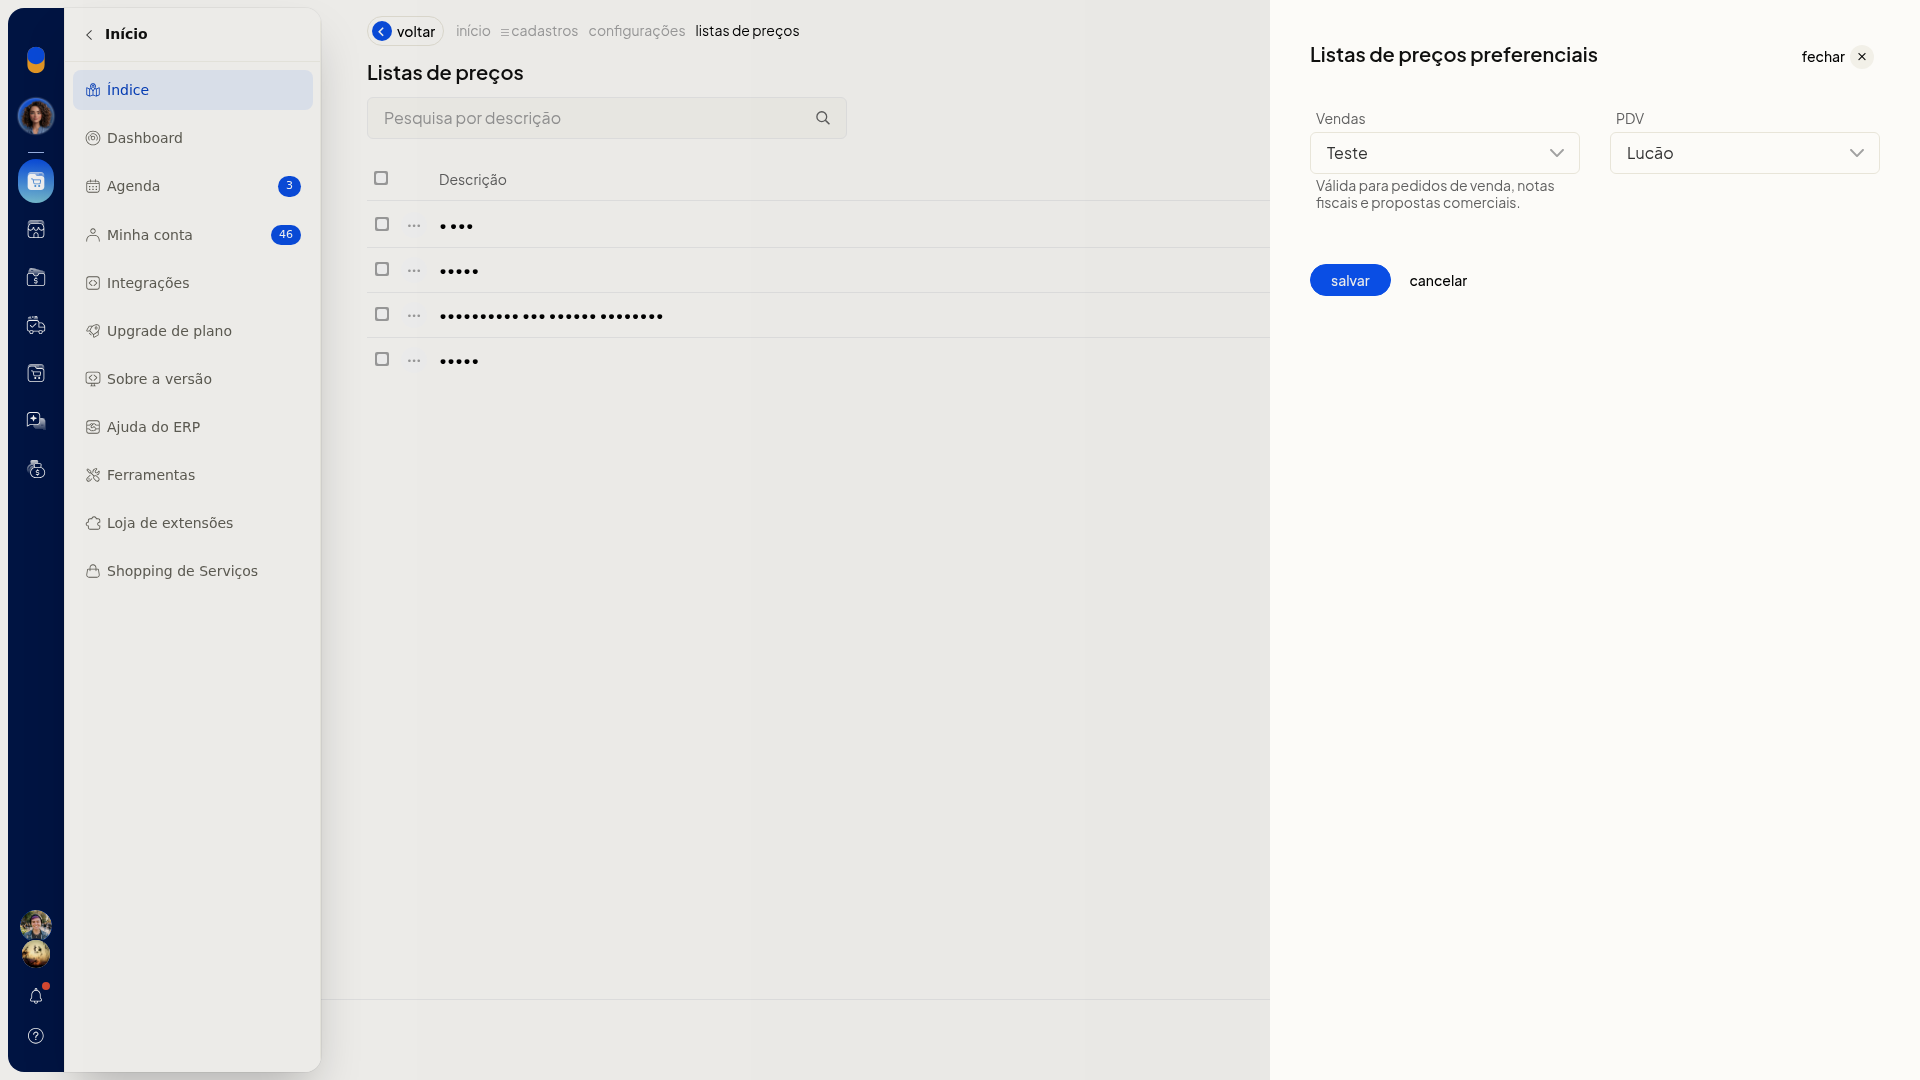 Início
Índice
Dashboard
Agenda 3
Minha conta 46
Integrações
Upgrade de plano
Sobre a versão
Ajuda do ERP
Ferramentas
Loja de extensões
Shopping de Serviços
voltar início cadastros configurações listas de preços
Listas de preços
Pesquisa por descrição
Descrição
• ••••
•••••
•••••••••• ••• •••••• ••••••••
•••••
Listas de preços preferenciais
fechar
Vendas
Teste
Válida para pedidos de venda, notas
fiscais e propostas comerciais.
PDV
Lucão
salvar cancelar